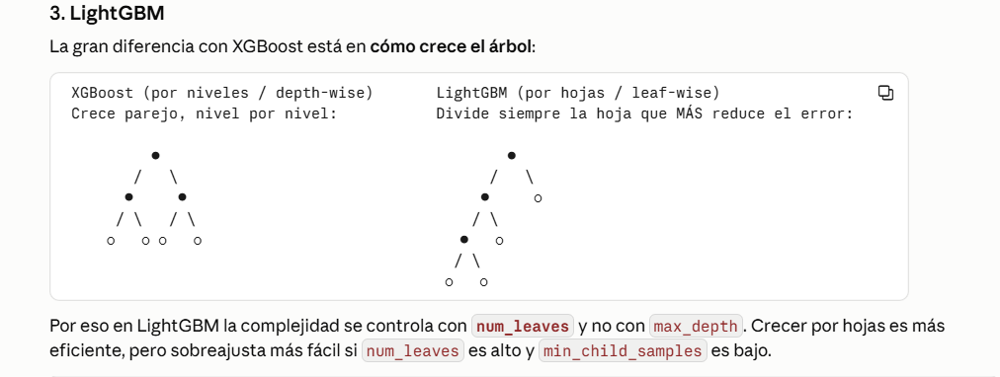 3. LightGBM
La gran diferencia con XGBoost está en cómo crece el árbol:
XGBoost (por niveles / depth-wise)       LightGBM (por hojas / leaf-wise)
Crece parejo, nivel por nivel:           Divide siempre la hoja que MÁS reduce el error:
Por eso en LightGBM la complejidad se controla con num_leaves y no con max_depth. Crecer por hojas es más
eficiente, pero sobreajusta más fácil si num_leaves es alto y min_child_samples es bajo.